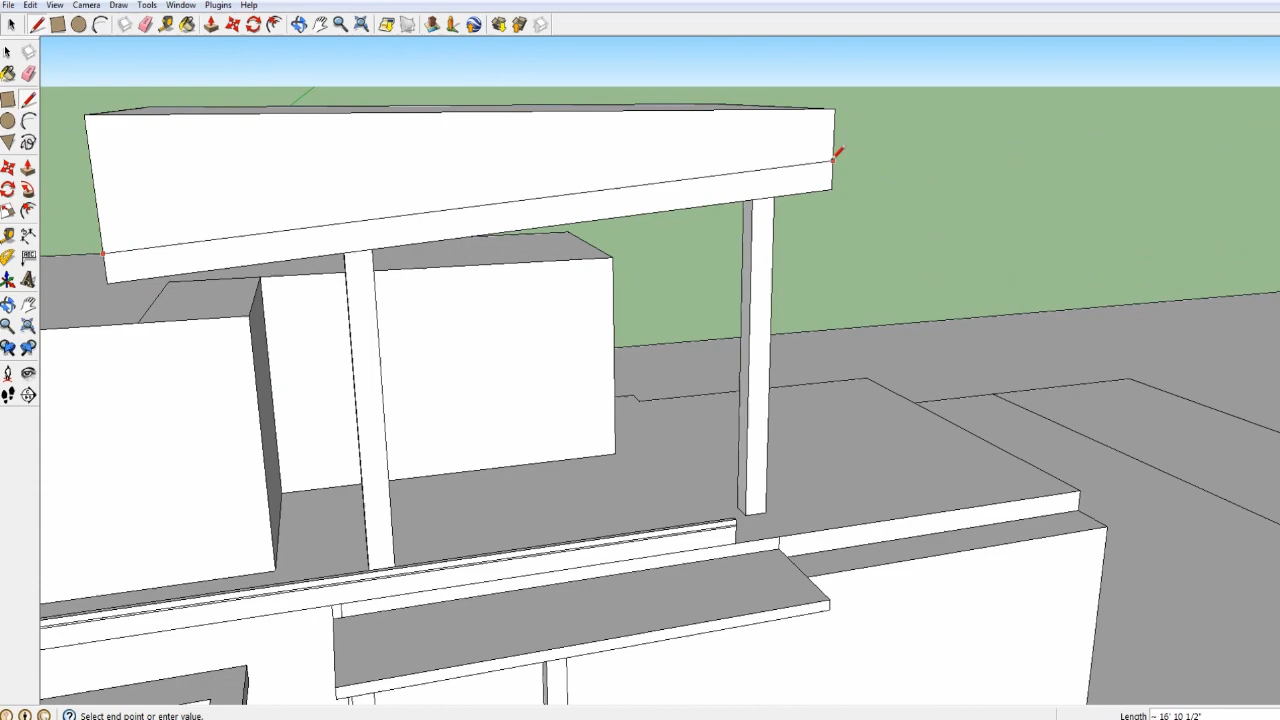 File Edit View Camera Draw Tools Window Plugins Help
ABC
Select end point or enter value.
Length ~ 16' 10 1/2"